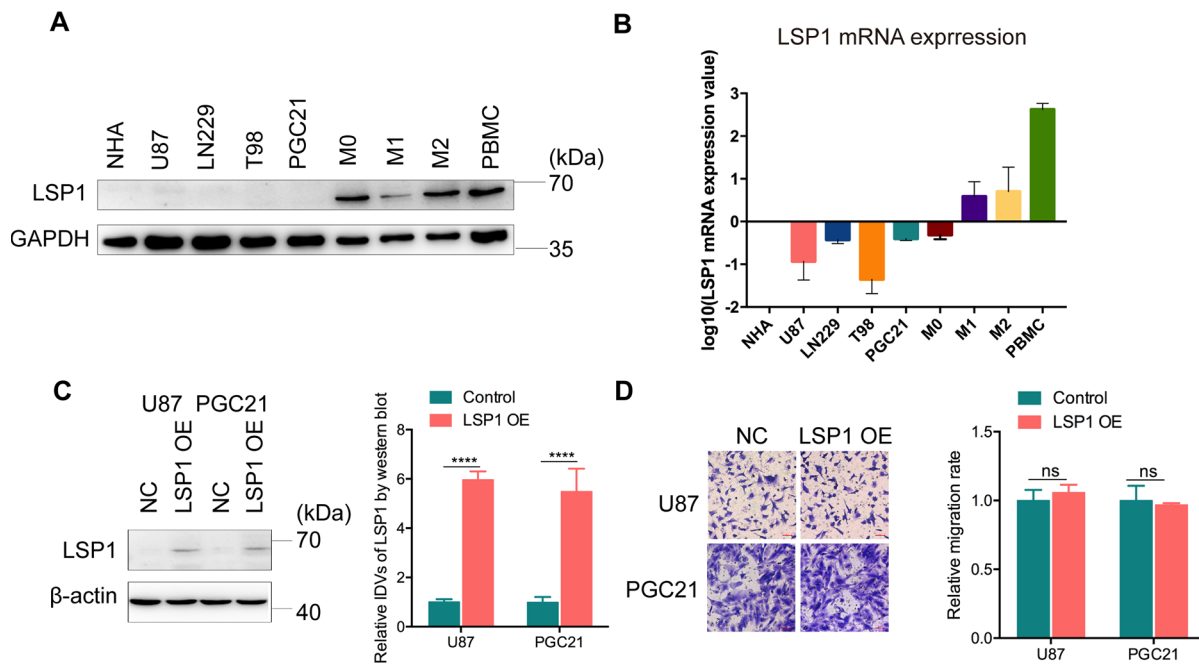 A
NHA
U87
LN229
T98
PGC21
M0
M1
M2
PBMC
(kDa)
LSP1
70
GAPDH
35
B
LSP1 mRNA exprression
log10(LSP1 mRNA expression value)
3
2
1
0
-1
-2
NHA
U87
LN229
T98
PGC21
M0
M1
M2
PBMC
C
U87 PGC21
NC
LSP1 OE
NC
LSP1 OE
(kDa)
LSP1
70
β-actin
40
Control
LSP1 OE
Relative IDVs of LSP1 by western blot
8
6
4
2
0
****
****
U87
PGC21
D
NC LSP1 OE
U87
PGC21
Control
LSP1 OE
Relative migration rate
1.5
1.0
0.5
0.0
ns
ns
U87
PGC21